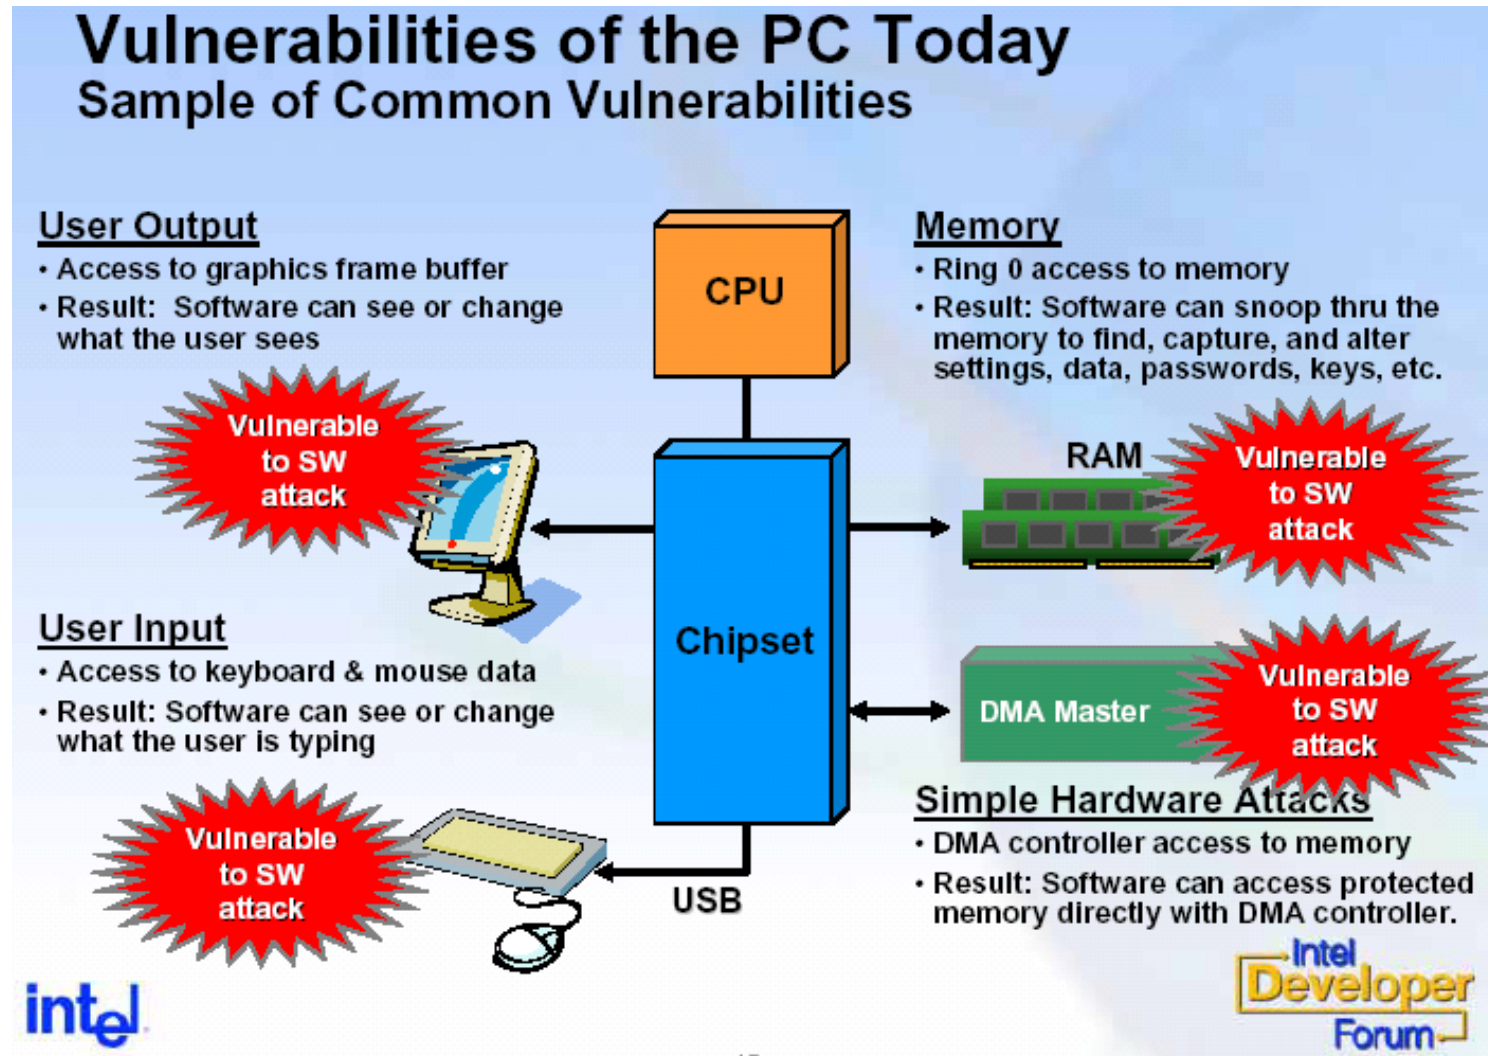 Vulnerabilities of the PC Today
Sample of Common Vulnerabilities
User Output
• Access to graphics frame buffer
• Result: Software can see or change
what the user sees
Vulnerable
to SW
attack
User Input
• Access to keyboard & mouse data
• Result: Software can see or change
what the user is typing
Vulnerable
to SW
attack
CPU
Chipset
USB
Memory
• Ring 0 access to memory
• Result: Software can snoop thru the
memory to find, capture, and alter
settings, data, passwords, keys, etc.
RAM
Vulnerable
to SW
attack
DMA Master
Vulnerable
to SW
attack
Simple Hardware Attacks
• DMA controller access to memory
• Result: Software can access protected
memory directly with DMA controller.
intel
Intel
Developer
Forum